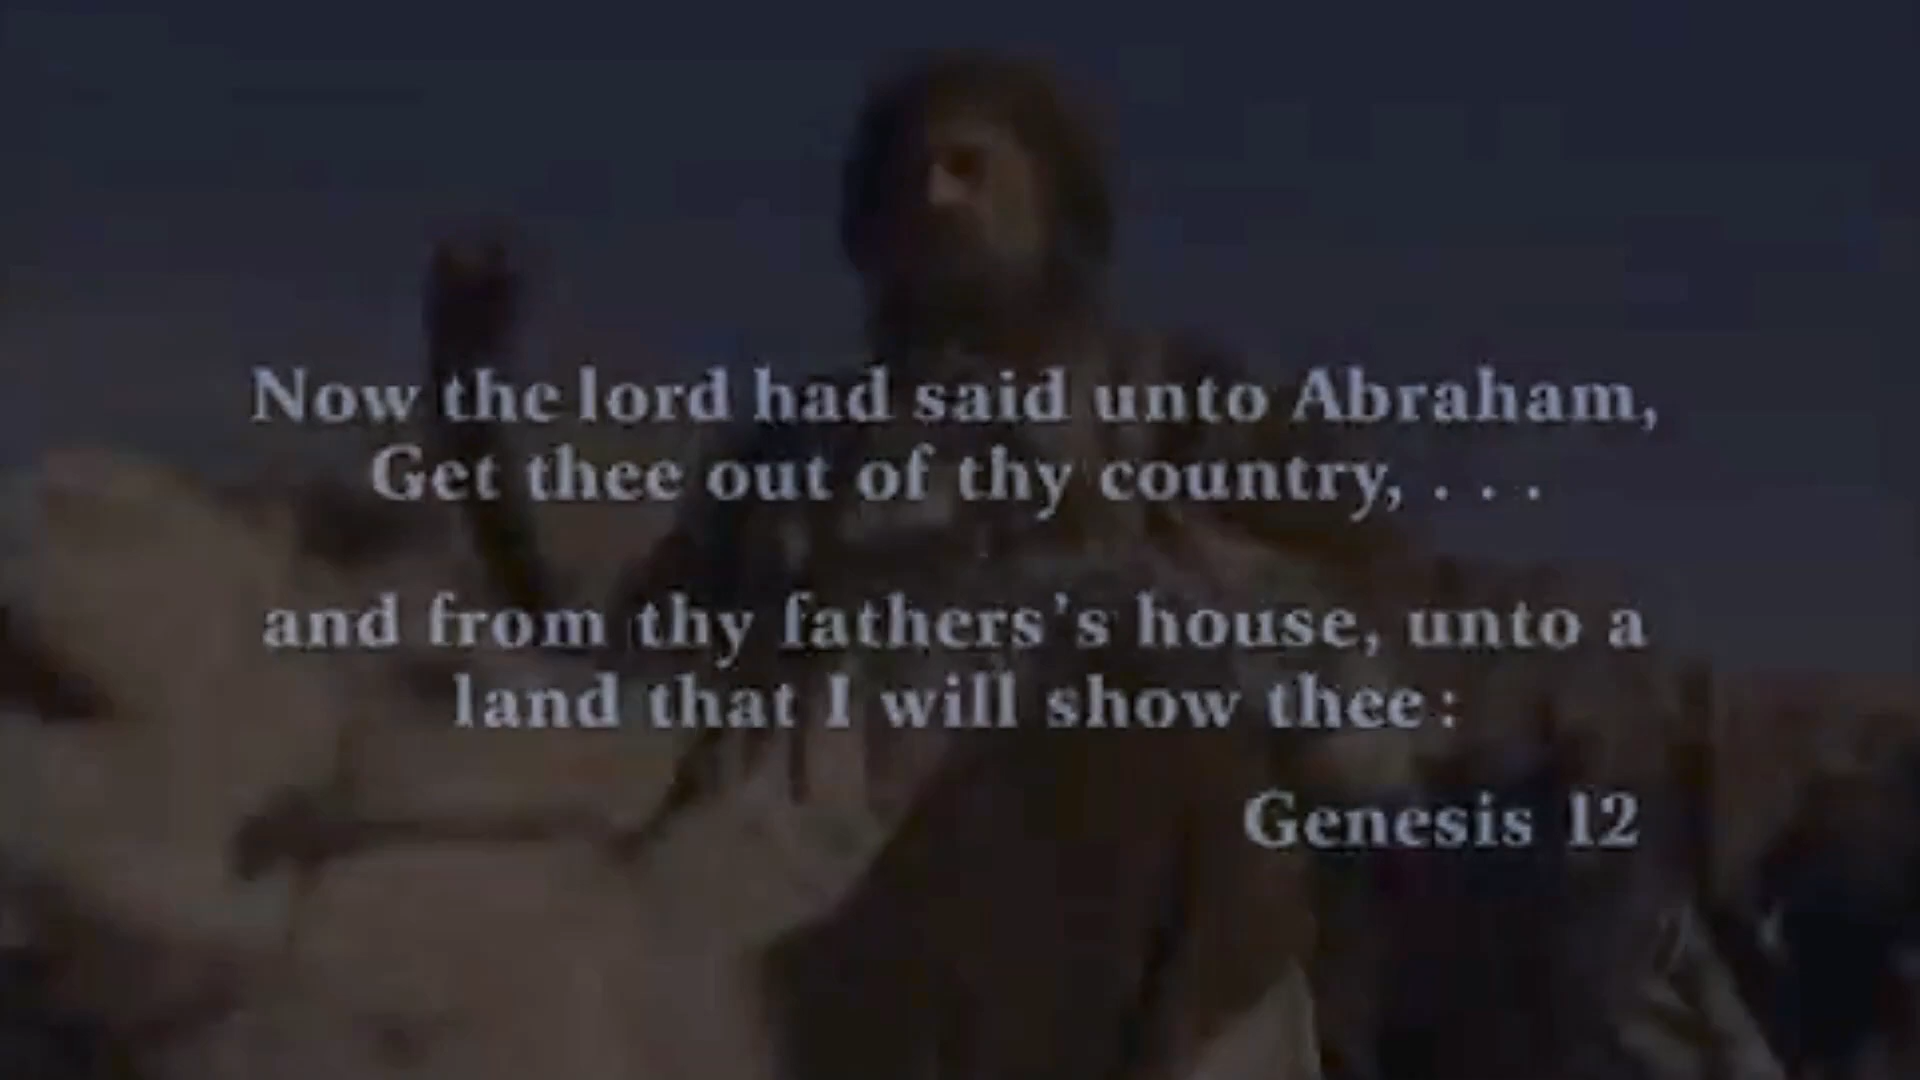 Now the lord had said unto Abraham,
Get thee out of thy country, . . .
and from thy fathers's house, unto a
land that I will show thee:
Genesis 12